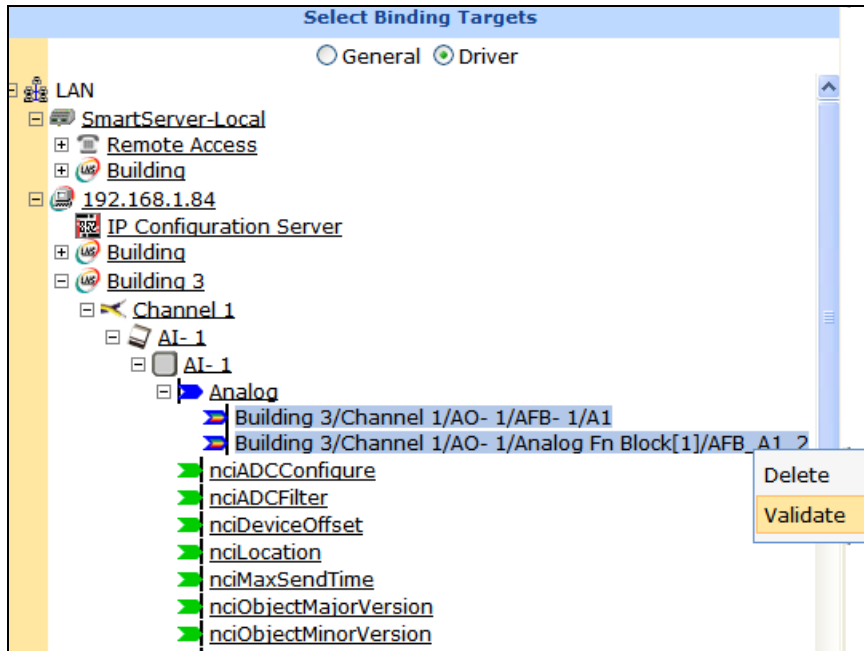 Select Binding Targets
General Driver
LAN
SmartServer-Local
Remote Access
Building
192.168.1.84
IP Configuration Server
Building
Building 3
Channel 1
AI- 1
AI- 1
Analog
Building 3/Channel 1/AO- 1/AFB- 1/A1
Building 3/Channel 1/AO- 1/Analog Fn Block[1]/AFB_A1_2
Delete
Validate
nciADCConfigure
nciADCFilter
nciDeviceOffset
nciLocation
nciMaxSendTime
nciObjectMajorVersion
nciObjectMinorVersion